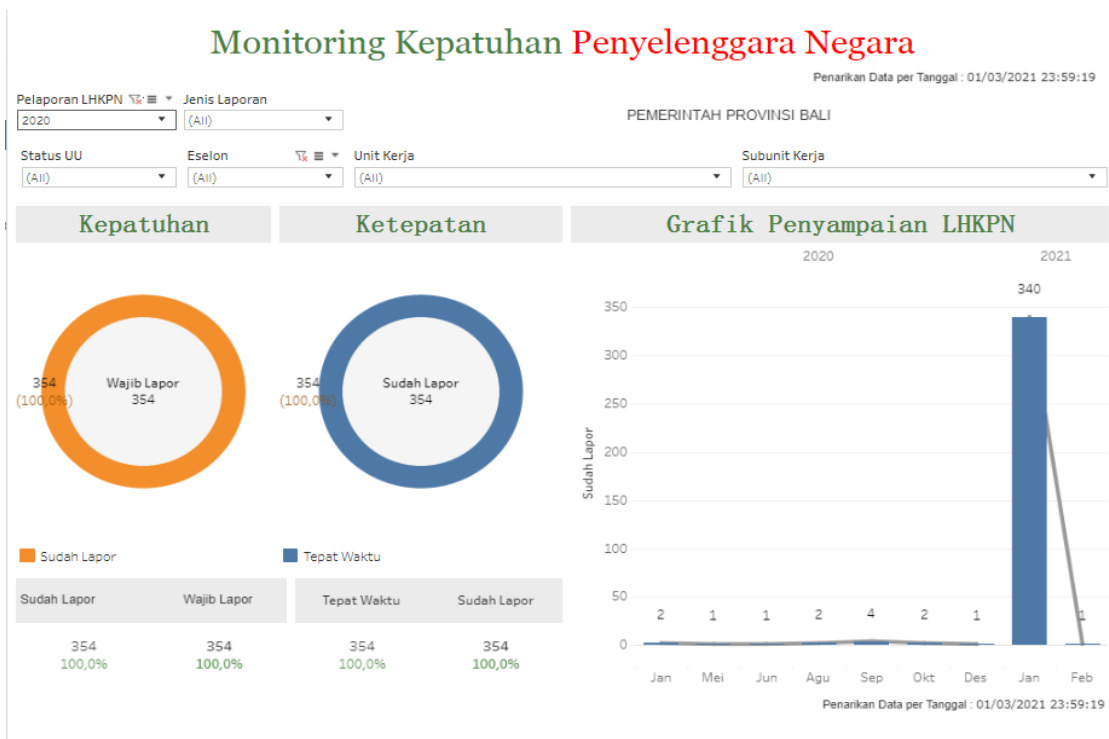 Monitoring Kepatuhan Penyelenggara Negara
Penarikan Data per Tanggal : 01/03/2021 23:59:19
Pelaporan LHKPN Jenis Laporan
2020 (All)
PEMERINTAH PROVINSI BALI
Status UU Eselon Unit Kerja Subunit Kerja
(All) (All) (All) (All)
Kepatuhan Ketepatan Grafik Penyampaian LHKPN
2020 2021
354
(100,0%)
Wajib Lapor
354
354
(100,0%)
Sudah Lapor
354
Sudah Lapor
350
300
250
200
150
100
50
0
2 1 1 2 4 2 1 340 1
Jan Mei Jun Agu Sep Okt Des Jan Feb
Sudah Lapor Tepat Waktu
Sudah Lapor Wajib Lapor Tepat Waktu Sudah Lapor
354 354 354 354
100,0% 100,0% 100,0% 100,0%
Penarikan Data per Tanggal : 01/03/2021 23:59:19